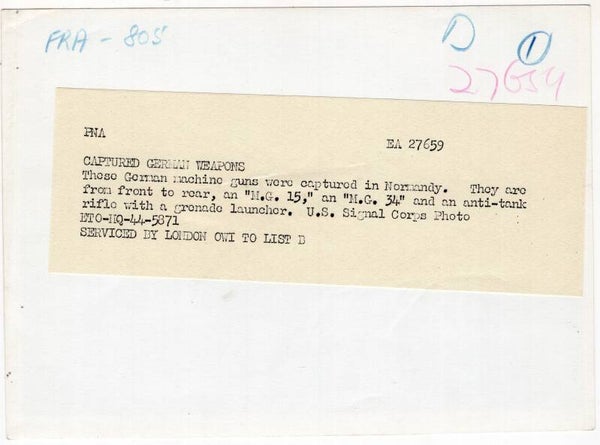 FRA - 805
D
1
27659
PNA
EA 27659
CAPTURED GERMAN WEAPONS
These German machine guns were captured in Normandy. They are
from front to rear, an "M.G. 15," an "M.G. 34" and an anti-tank
rifle with a grenade launcher. U.S. Signal Corps Photo
ETO-HQ-44-5871
SERVICED BY LONDON OWI TO LIST B